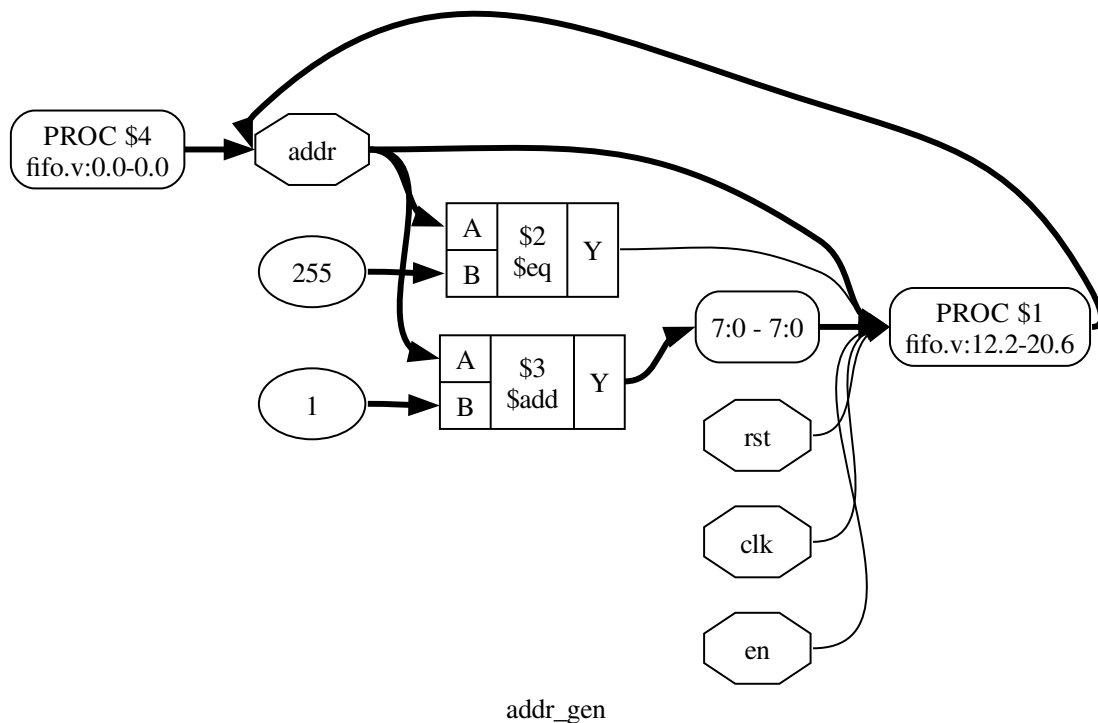 PROC $4
fifo.v:0.0-0.0
addr
255
1
A
B
$2
$eq
Y
A
B
$3
$add
Y
7:0 - 7:0
rst
clk
en
PROC $1
fifo.v:12.2-20.6
addr_gen